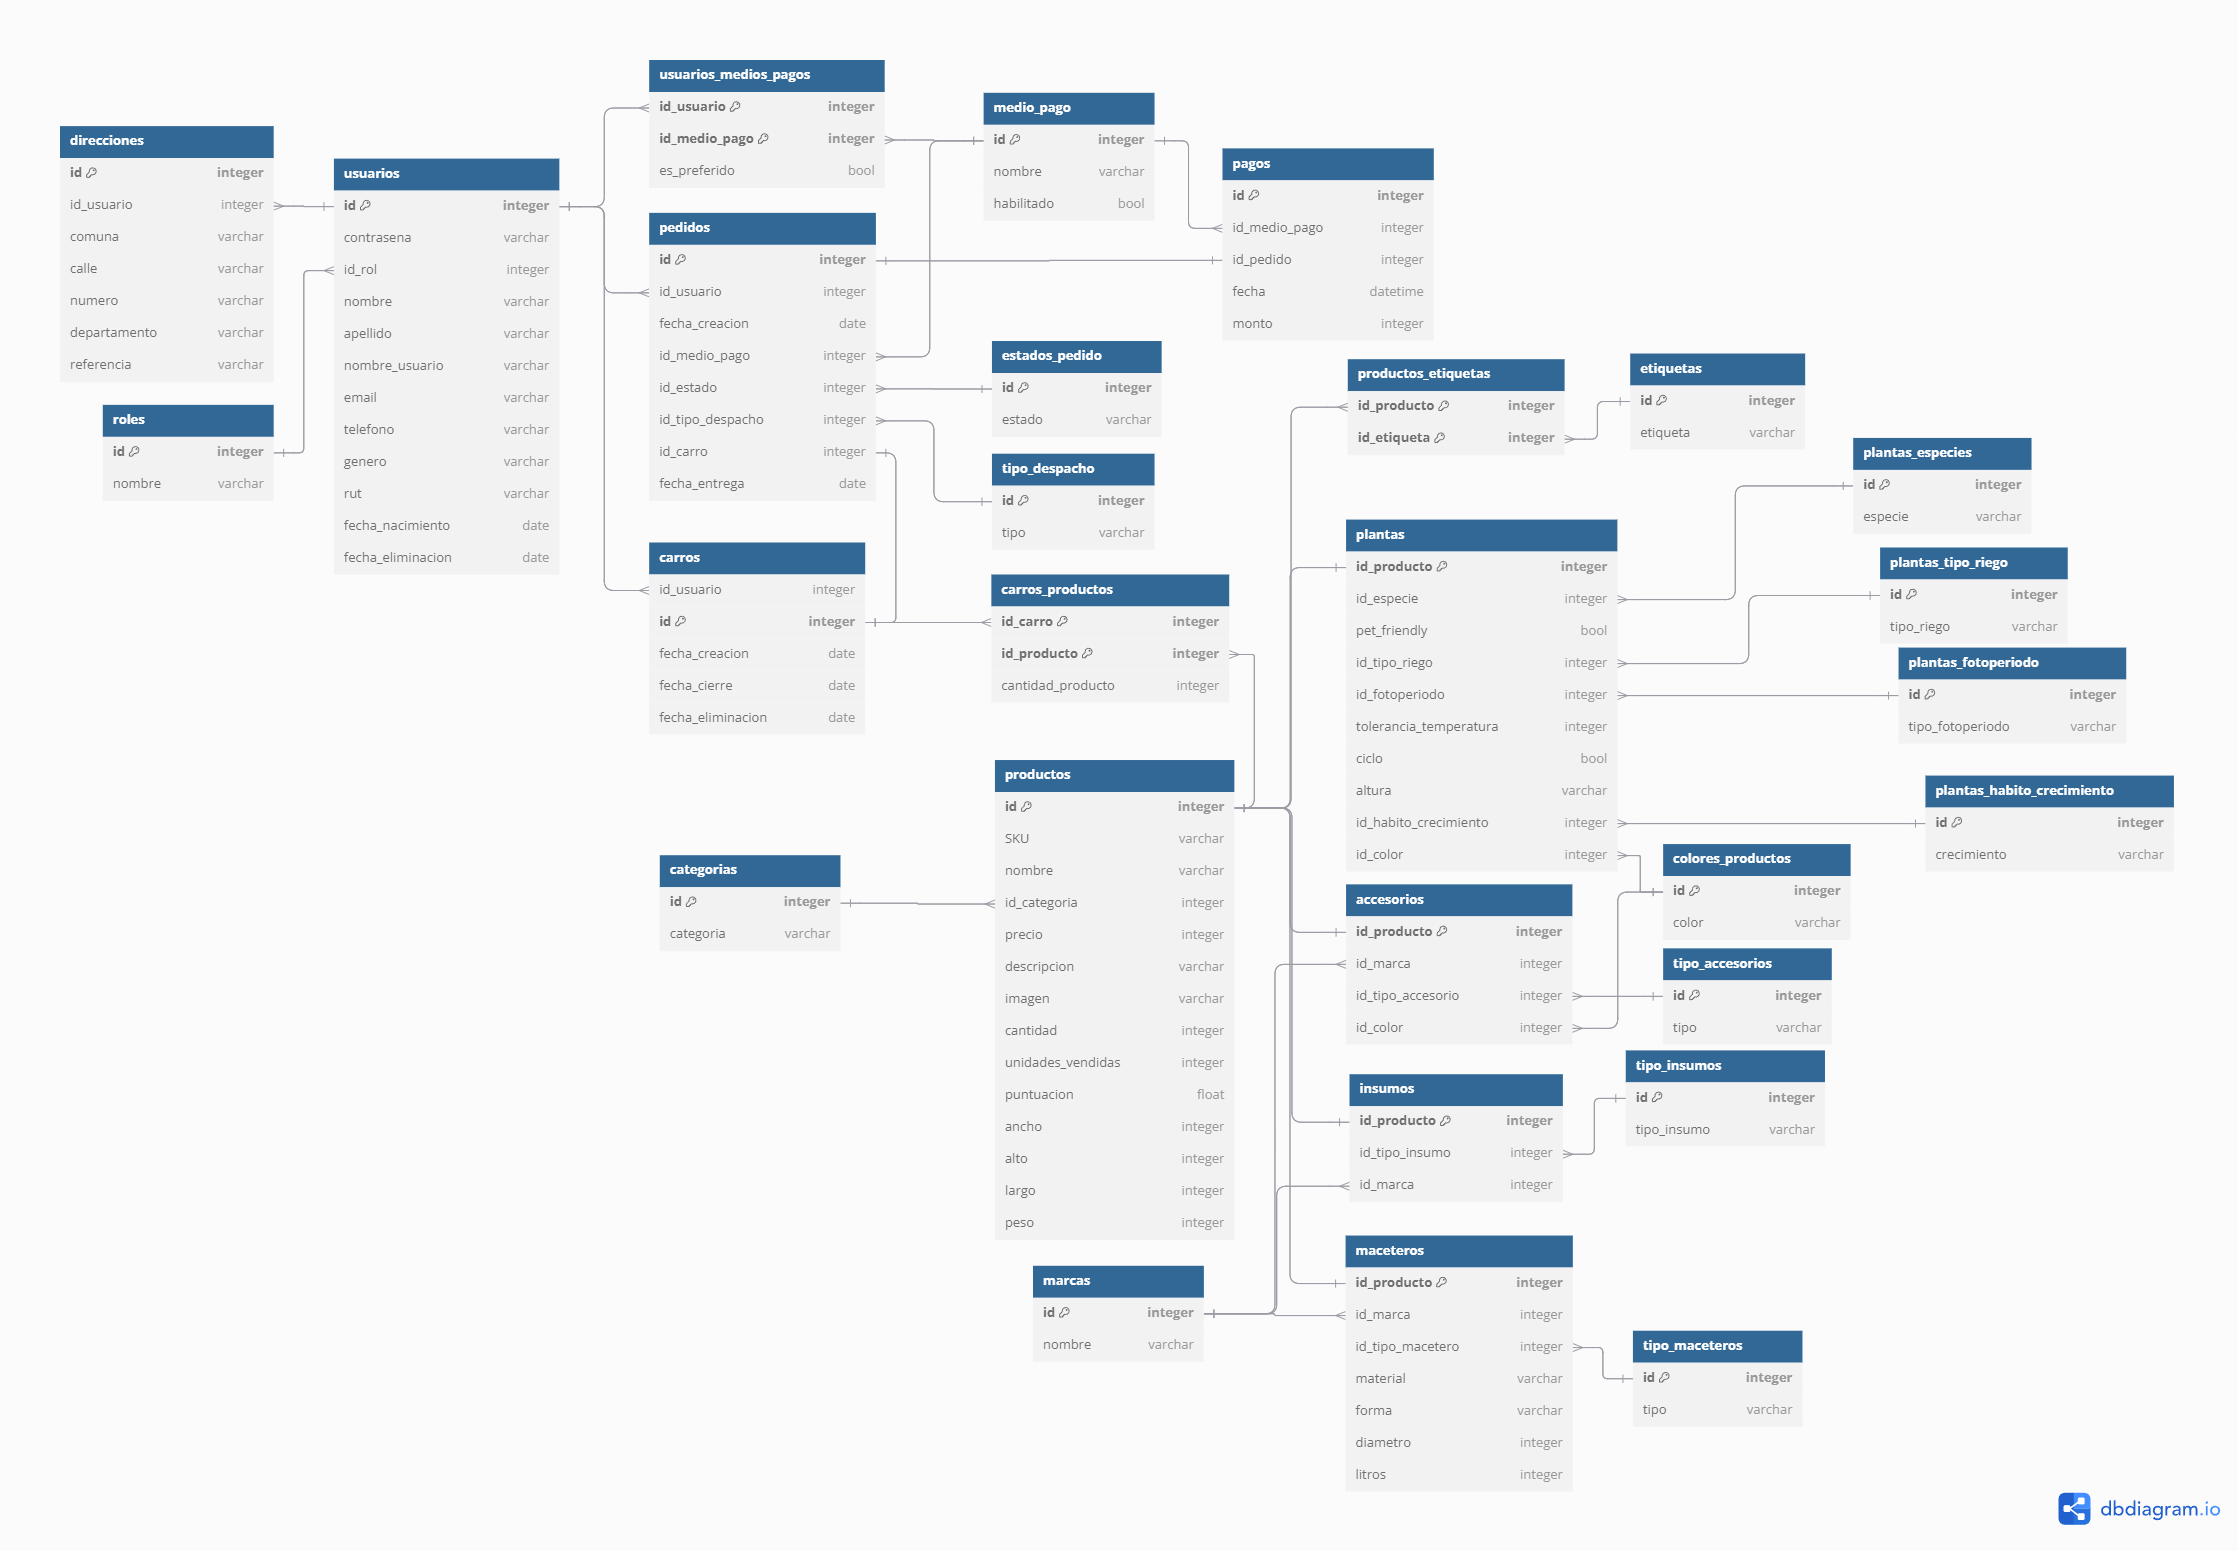 direcciones
id integer
id_usuario integer
comuna varchar
calle varchar
numero varchar
departamento varchar
referencia varchar
roles
id integer
nombre varchar
usuarios
id integer
contrasena varchar
id_rol integer
nombre varchar
apellido varchar
nombre_usuario varchar
email varchar
telefono varchar
genero varchar
rut varchar
fecha_nacimiento date
fecha_eliminacion date
usuarios_medios_pagos
id_usuario integer
id_medio_pago integer
es_preferido bool
pedidos
id integer
id_usuario integer
fecha_creacion date
id_medio_pago integer
id_estado integer
id_tipo_despacho integer
id_carro integer
fecha_entrega date
carros
id_usuario integer
id integer
fecha_creacion date
fecha_cierre date
fecha_eliminacion date
categorias
id integer
categoria varchar
medio_pago
id integer
nombre varchar
habilitado bool
estados_pedido
id integer
estado varchar
tipo_despacho
id integer
tipo varchar
carros_productos
id_carro integer
id_producto integer
cantidad_producto integer
productos
id integer
SKU varchar
nombre varchar
id_categoria integer
precio integer
descripcion varchar
imagen varchar
cantidad integer
unidades_vendidas integer
puntuacion float
ancho integer
alto integer
largo integer
peso integer
marcas
id integer
nombre varchar
pagos
id integer
id_medio_pago integer
id_pedido integer
fecha datetime
monto integer
productos_etiquetas
id_producto integer
id_etiqueta integer
plantas
id_producto integer
id_especie integer
pet_friendly bool
id_tipo_riego integer
id_fotoperiodo integer
tolerancia_temperatura integer
ciclo bool
altura varchar
id_habito_crecimiento integer
id_color integer
accesorios
id_producto integer
id_marca integer
id_tipo_accesorio integer
id_color integer
insumos
id_producto integer
id_tipo_insumo integer
id_marca integer
maceteros
id_producto integer
id_marca integer
id_tipo_macetero integer
material varchar
forma varchar
diametro integer
litros integer
etiquetas
id integer
etiqueta varchar
plantas_especies
id integer
especie varchar
plantas_tipo_riego
id integer
tipo_riego varchar
plantas_fotoperiodo
id integer
tipo_fotoperiodo varchar
plantas_habito_crecimiento
id integer
crecimiento varchar
colores_productos
id integer
color varchar
tipo_accesorios
id integer
tipo varchar
tipo_insumos
id integer
tipo_insumo varchar
tipo_maceteros
id integer
tipo varchar
dbdiagram.io